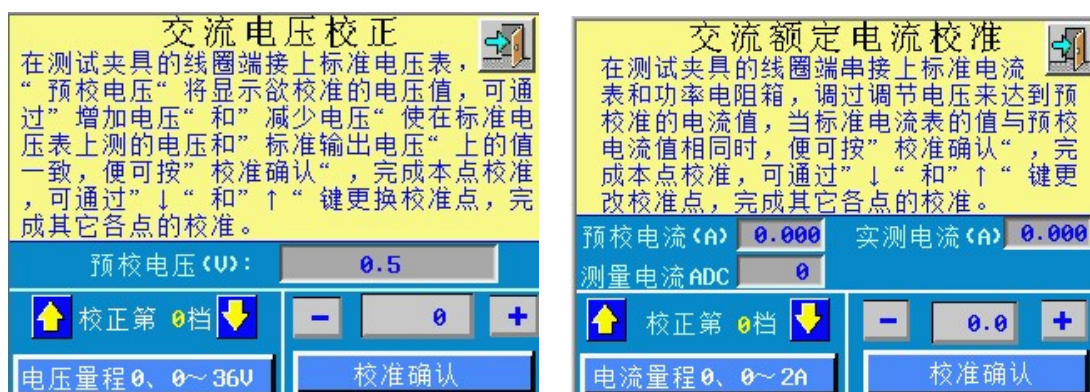 交流电压校正
在测试夹具的线圈端接上标准电压表，
“ 预校电压“ 将显示欲校准的电压值，可通
过” 增加电压“ 和” 减少电压“ 使在标准电
压表上测的电压和” 标准输出电压“ 上的值
一致，便可按” 校准确认“ ，完成本点校准
，可通过” ↓ “ 和” ↑ “ 键更换校准点，完
成其它各点的校准。
预校电压(V):
0.5
校正第 0档
-
0
+
电压量程0、0～36V
校准确认
交流额定电流校准
在测试夹具的线圈端串接上标准电流
表和功率电阻箱，调过调节电压来达到预
校准的电流值，当标准电流表的值与预校
电流值相同时，便可按” 校准确认“ ，完
成本点校准，可通过” ↓ “ 和” ↑ “ 键更
改校准点，完成其它各点的校准。
预校电流(A) 0.000 实测电流(A) 0.000
测量电流ADC 0
校正第 0档
-
0.0
+
电流量程0、0～2A
校准确认